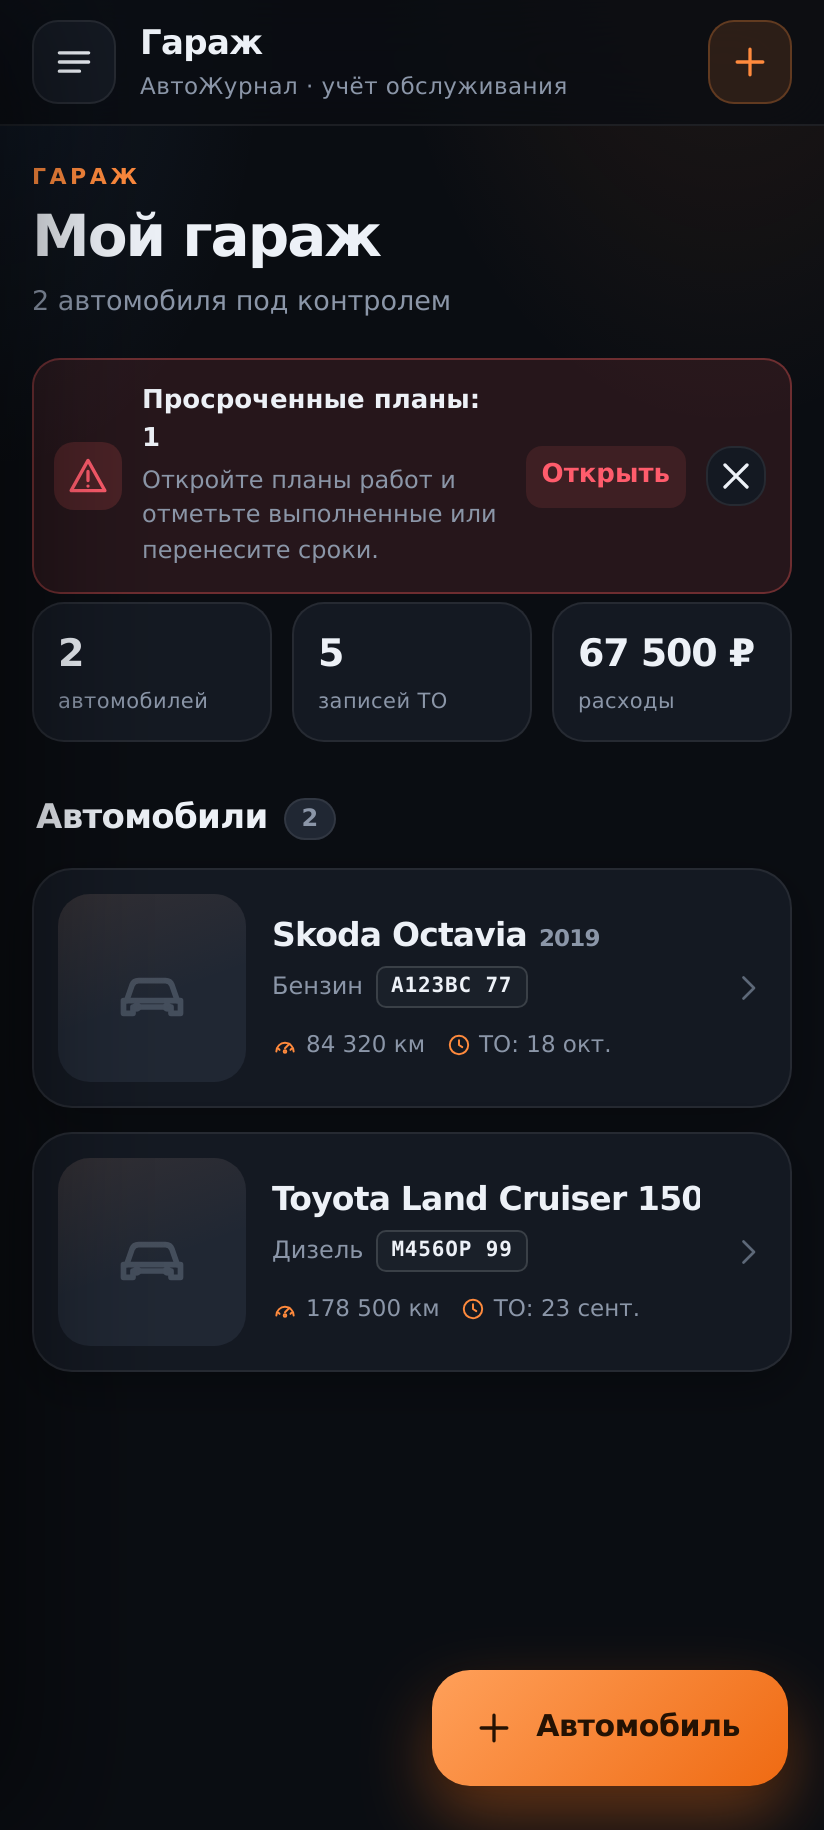 Гараж
АвтоЖурнал · учёт обслуживания
ГАРАЖ
Мой гараж
2 автомобиля под контролем
Просроченные планы:
1
Откройте планы работ и
отметьте выполненные или
перенесите сроки.
Открыть
2
автомобилей
5
записей ТО
67 500 ₽
расходы
Автомобили 2
Skoda Octavia 2019
Бензин А123ВС 77
84 320 км ТО: 18 окт.
Toyota Land Cruiser 150
Дизель М456ОР 99
178 500 км ТО: 23 сент.
Автомобиль